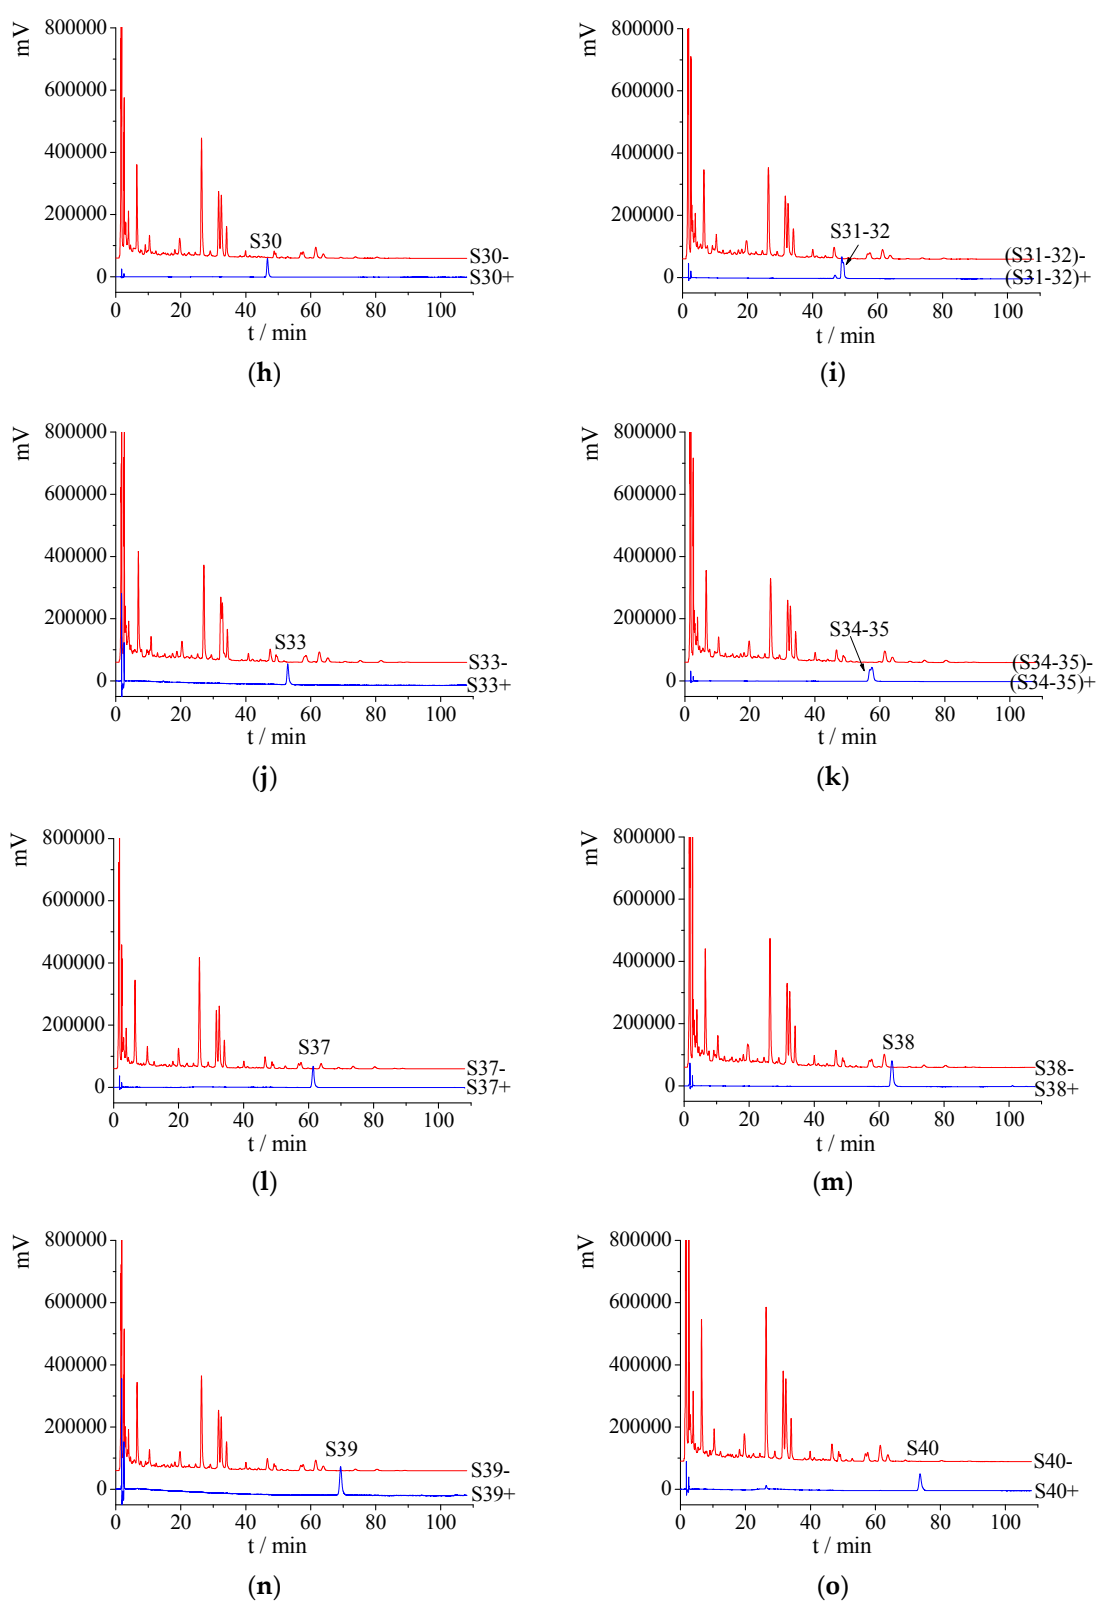 mV
800000
600000
400000
200000
0
S30
S30-
S30+
0 20 40 60 80 100
t / min
(h)
mV
800000
600000
400000
200000
0
S31-32
(S31-32)-
(S31-32)+
0 20 40 60 80 100
t / min
(i)
mV
800000
600000
400000
200000
0
S33
S33-
S33+
0 20 40 60 80 100
t / min
(j)
mV
800000
600000
400000
200000
0
S34-35
(S34-35)-
(S34-35)+
0 20 40 60 80 100
t / min
(k)
mV
800000
600000
400000
200000
0
S37
S37-
S37+
0 20 40 60 80 100
t / min
(l)
mV
800000
600000
400000
200000
0
S38
S38-
S38+
0 20 40 60 80 100
t / min
(m)
mV
800000
600000
400000
200000
0
S39
S39-
S39+
0 20 40 60 80 100
t / min
(n)
mV
800000
600000
400000
200000
0
S40
S40-
S40+
0 20 40 60 80 100
t / min
(o)